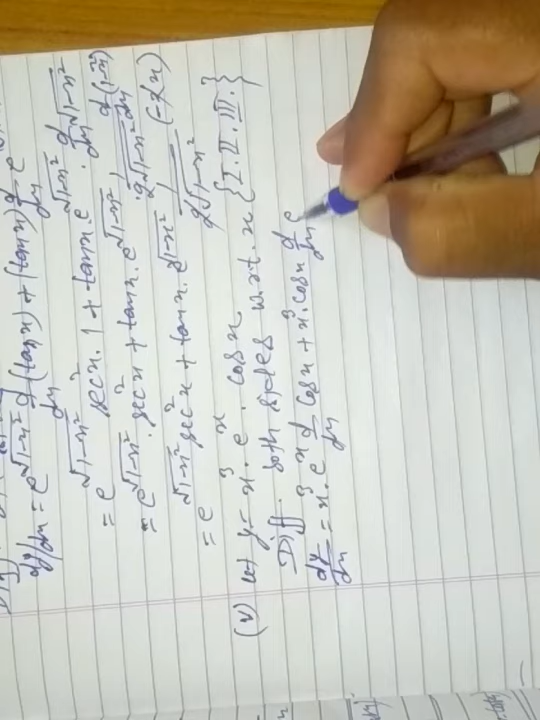 dy/dx = e^√1-x² d/dx (tan x) + (tan x) d/dx e
= e^√1-x² sec²x . 1 + tan x . e^√1-x² . d/dx √1-x²
= e^√1-x² . sec²x + tan x . e^√1-x² . 1/2√1-x² d/dx (1-x²)
= e^√1-x² sec²x + tan x . e^√1-x² . 1/2√1-x² (-2x)
(V) let y = x³ . e^x . cos x
Diff. both sides w.r.t. x {I. II. III.}
dy/dx = x³ . e^x d/dx cos x + x³ . cos x d/dx e